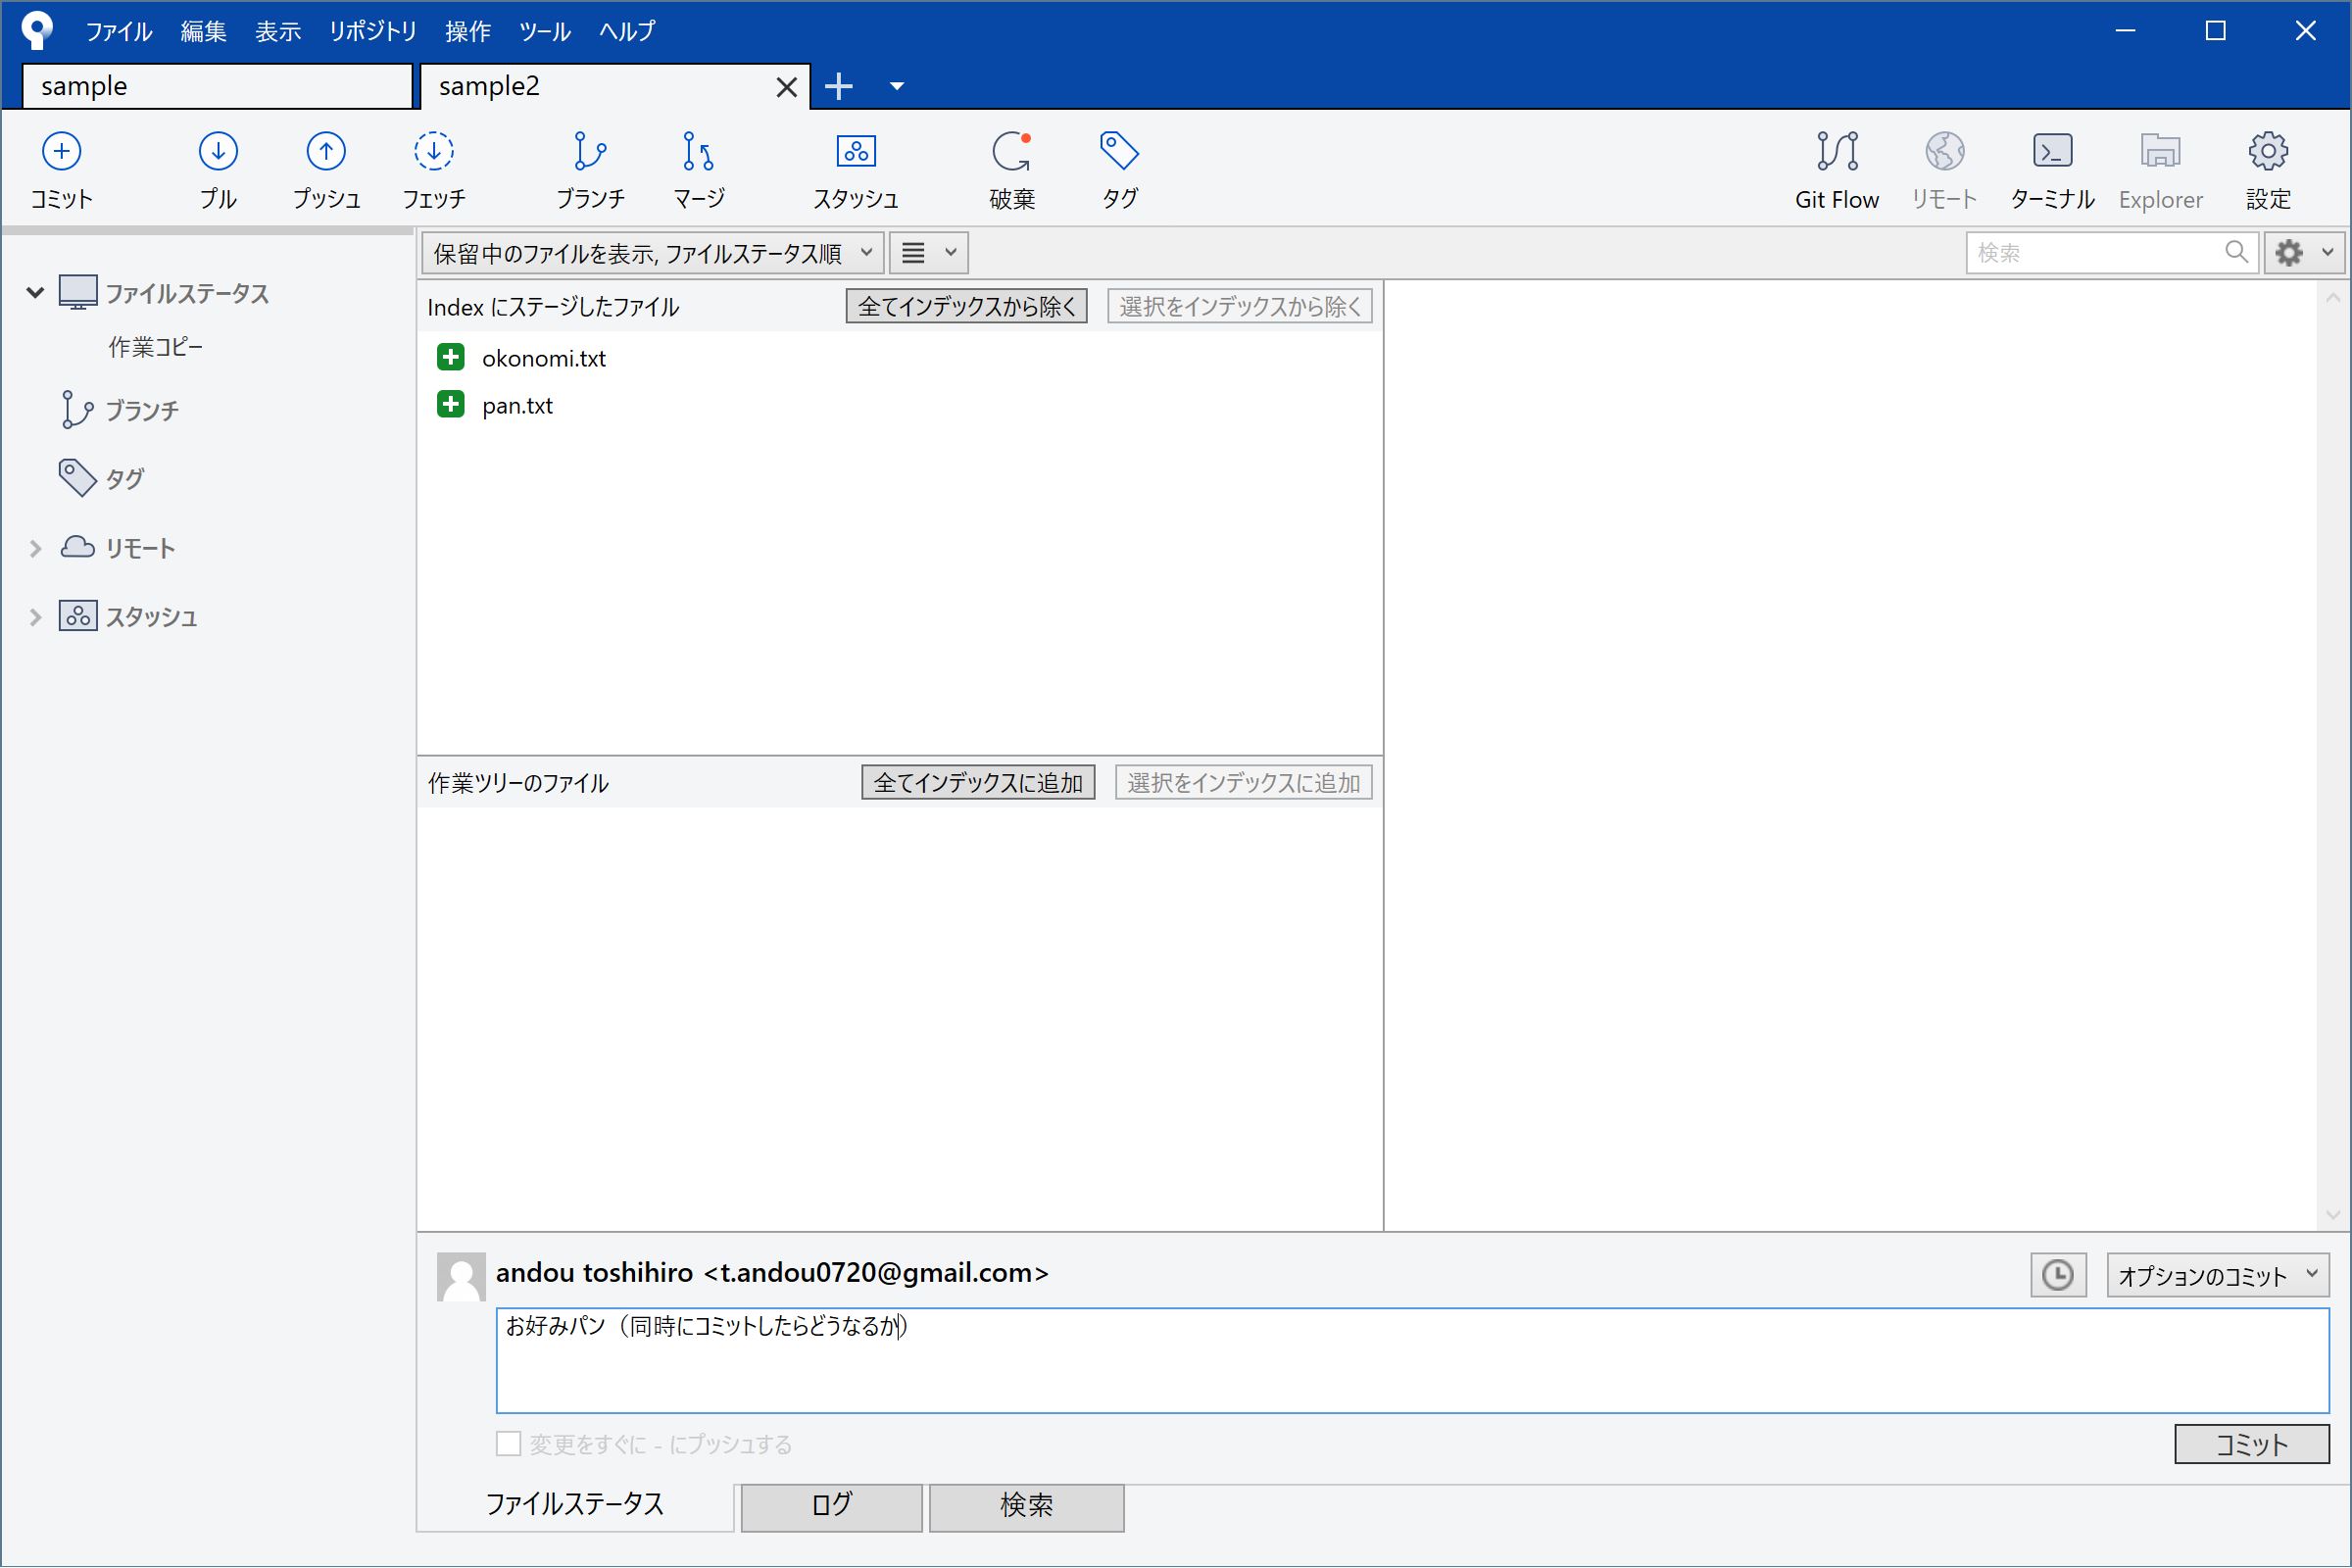 ファイル 編集 表示 リポジトリ 操作 ツール ヘルプ
sample
sample2
コミット プル プッシュ フェッチ ブランチ マージ スタッシュ 破棄 タグ Git Flow リモート ターミナル Explorer 設定
保留中のファイルを表示, ファイルステータス順
検索
ファイルステータス
作業コピー
ブランチ
タグ
リモート
スタッシュ
Index にステージしたファイル 全てインデックスから除く 選択をインデックスから除く
okonomi.txt
pan.txt
作業ツリーのファイル 全てインデックスに追加 選択をインデックスに追加
andou toshihiro <t.andou0720@gmail.com>
オプションのコミット
お好みパン（同時にコミットしたらどうなるか）
変更をすぐに - にプッシュする
コミット
ファイルステータス ログ 検索